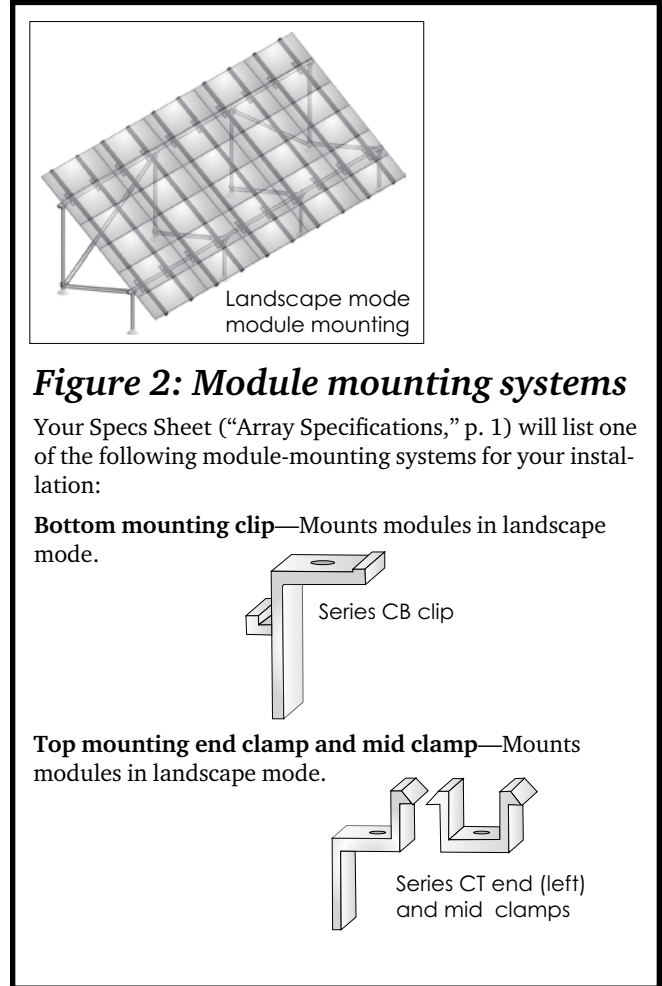 Landscape mode
module mounting
Figure 2: Module mounting systems
Your Specs Sheet (“Array Specifications,” p. 1) will list one
of the following module-mounting systems for your instal-
lation:
Bottom mounting clip—Mounts modules in landscape
mode.
Series CB clip
Top mounting end clamp and mid clamp—Mounts
modules in landscape mode.
Series CT end (left)
and mid clamps